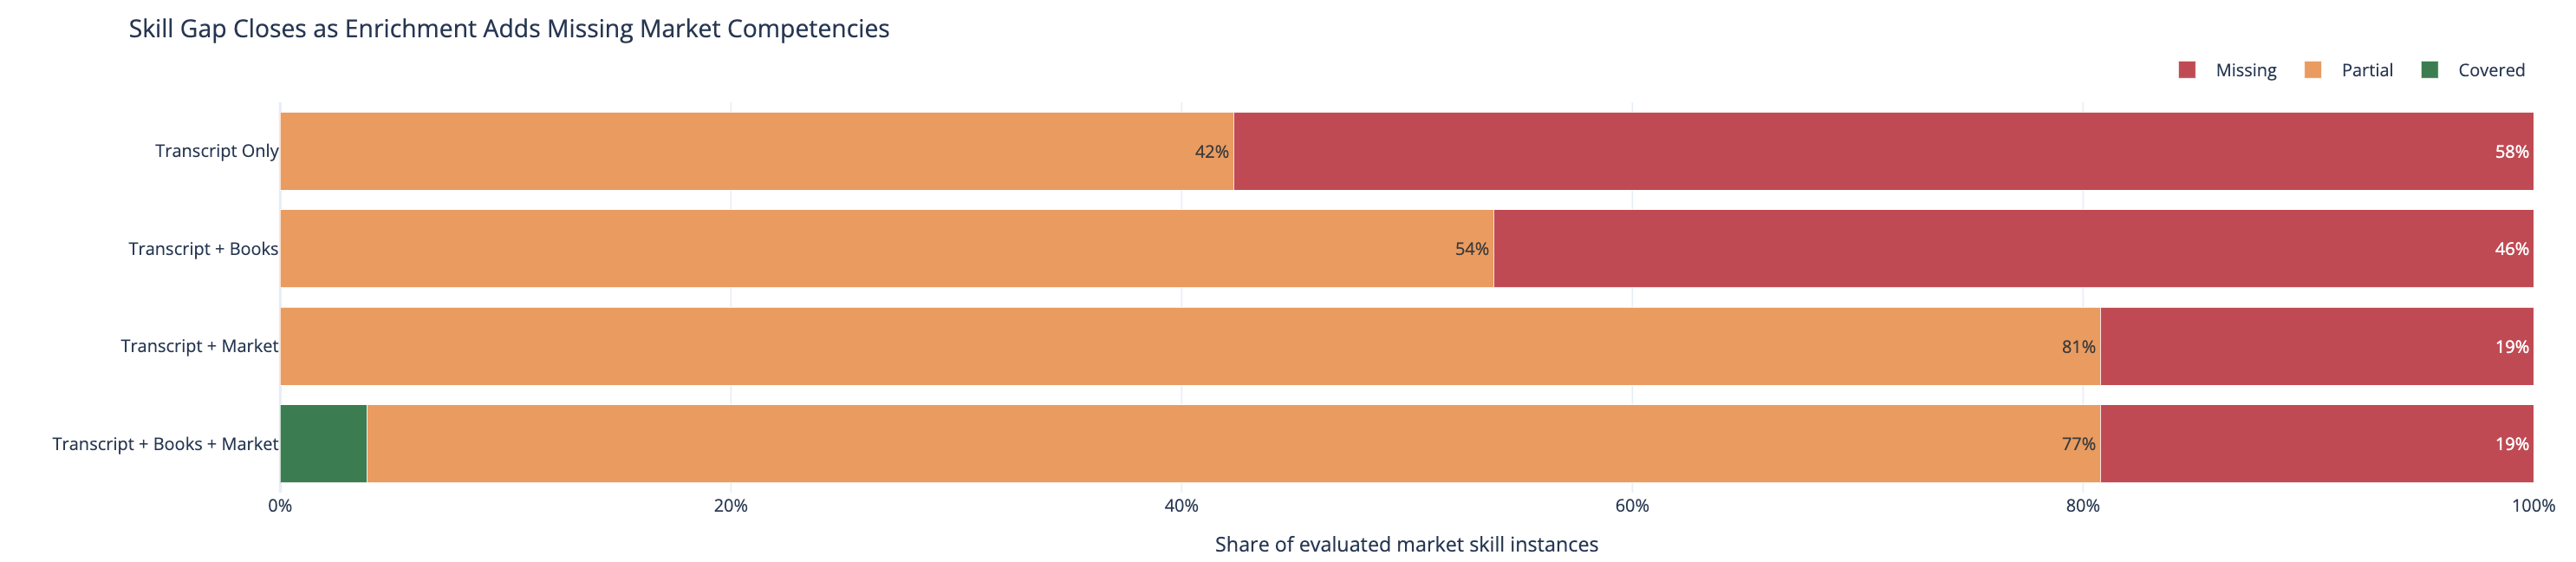 Skill Gap Closes as Enrichment Adds Missing Market Competencies
Missing Partial Covered
Transcript Only 42% 58%
Transcript + Books 54% 46%
Transcript + Market 81% 19%
Transcript + Books + Market 77% 19%
0% 20% 40% 60% 80% 100%
Share of evaluated market skill instances